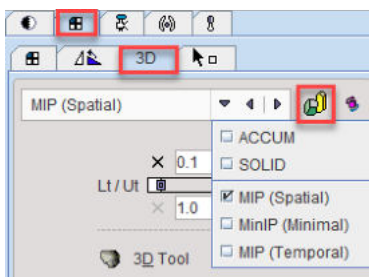 3D
MIP (Spatial)
ACCUM
0.1
SOLID
Lt / Ut
1.0
MIP (Spatial)
MinIP (Minimal)
3D Tool
MIP (Temporal)